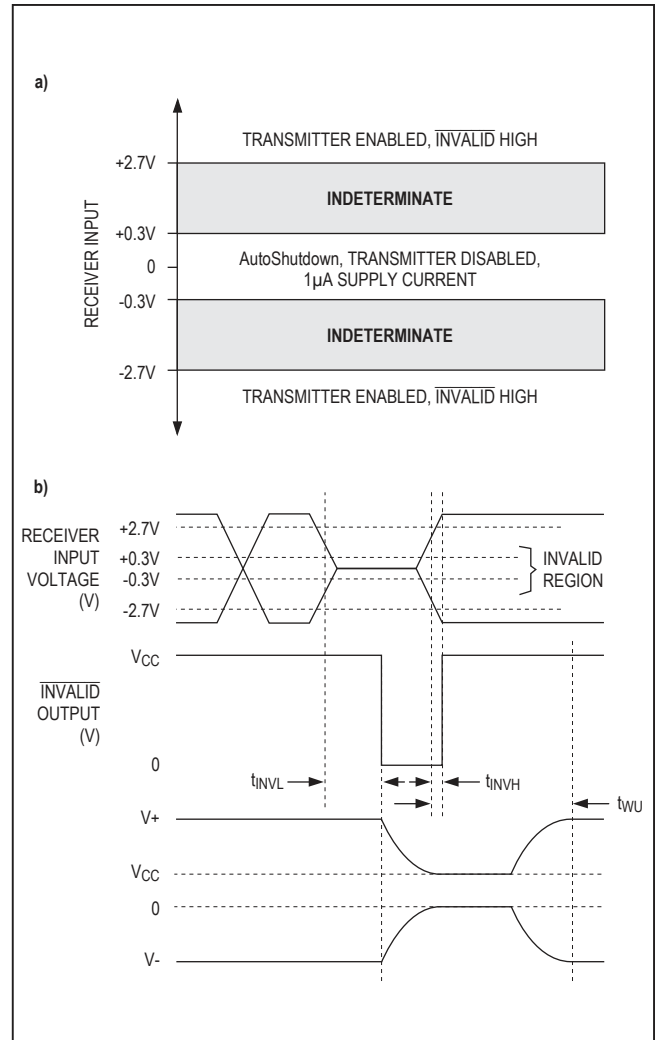 a)
TRANSMITTER ENABLED, INVALID HIGH
+2.7V
INDETERMINATE
+0.3V
RECEIVER INPUT
0
AutoShutdown, TRANSMITTER DISABLED,
1µA SUPPLY CURRENT
-0.3V
INDETERMINATE
-2.7V
TRANSMITTER ENABLED, INVALID HIGH
b)
RECEIVER
INPUT
VOLTAGE
(V)
+2.7V
+0.3V
-0.3V
-2.7V
INVALID
REGION
VCC
INVALID
OUTPUT
(V)
0
tINVL
tINVH
tWU
V+
VCC
0
V-